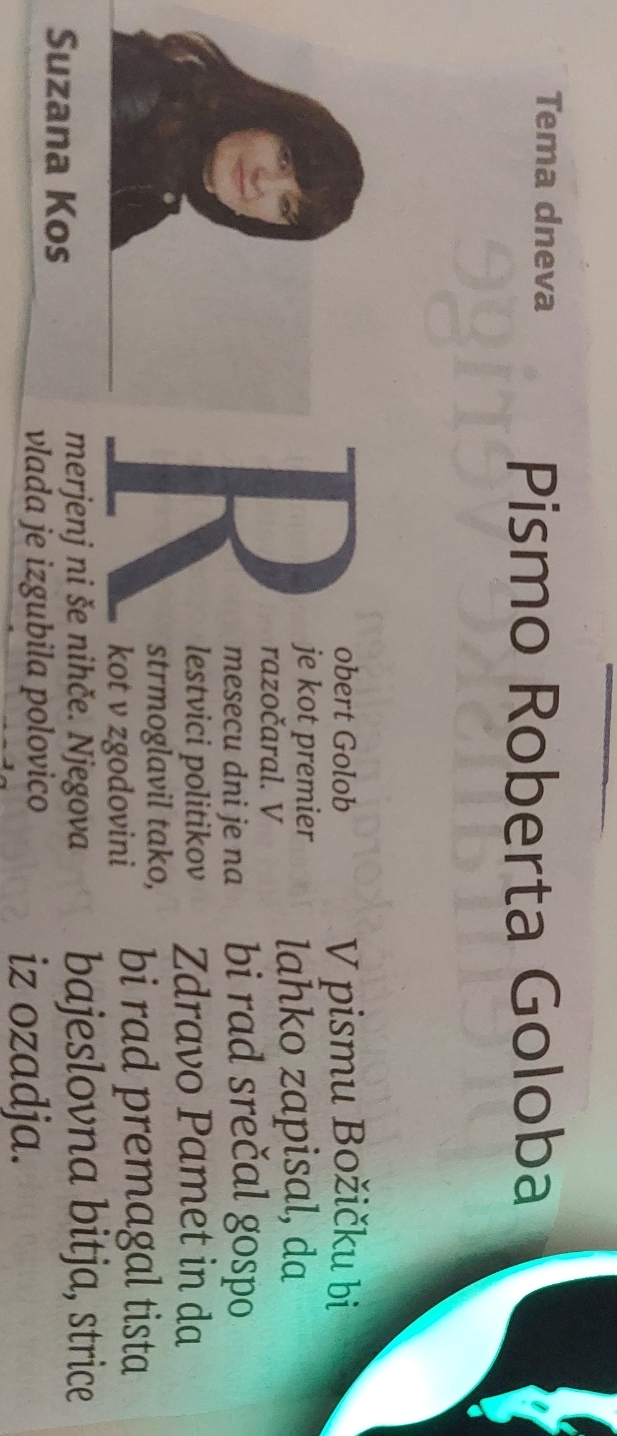 Tema dneva
Pismo Roberta Goloba
Suzana Kos
Robert Golob
je kot premier
razočaral. V
mesecu dni je na
lestvici politikov
strmoglavil tako,
kot v zgodovini
merjenj ni še nihče. Njegova
vlada je izgubila polovico
V pismu Božičku bi
lahko zapisal, da
bi rad srečal gospo
Zdravo Pamet in da
bi rad premagal tista
bajeslovna bitja, strice
iz ozadja.